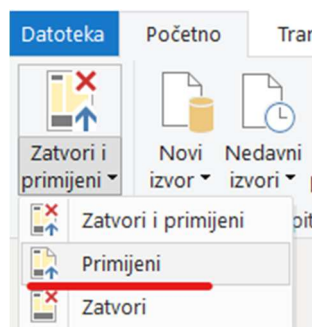 Datoteka Početno Tran
Zatvori i
primijeni
Novi
izvor
Nedavni
izvori
Zatvori i primijeni
Primijeni
Zatvori